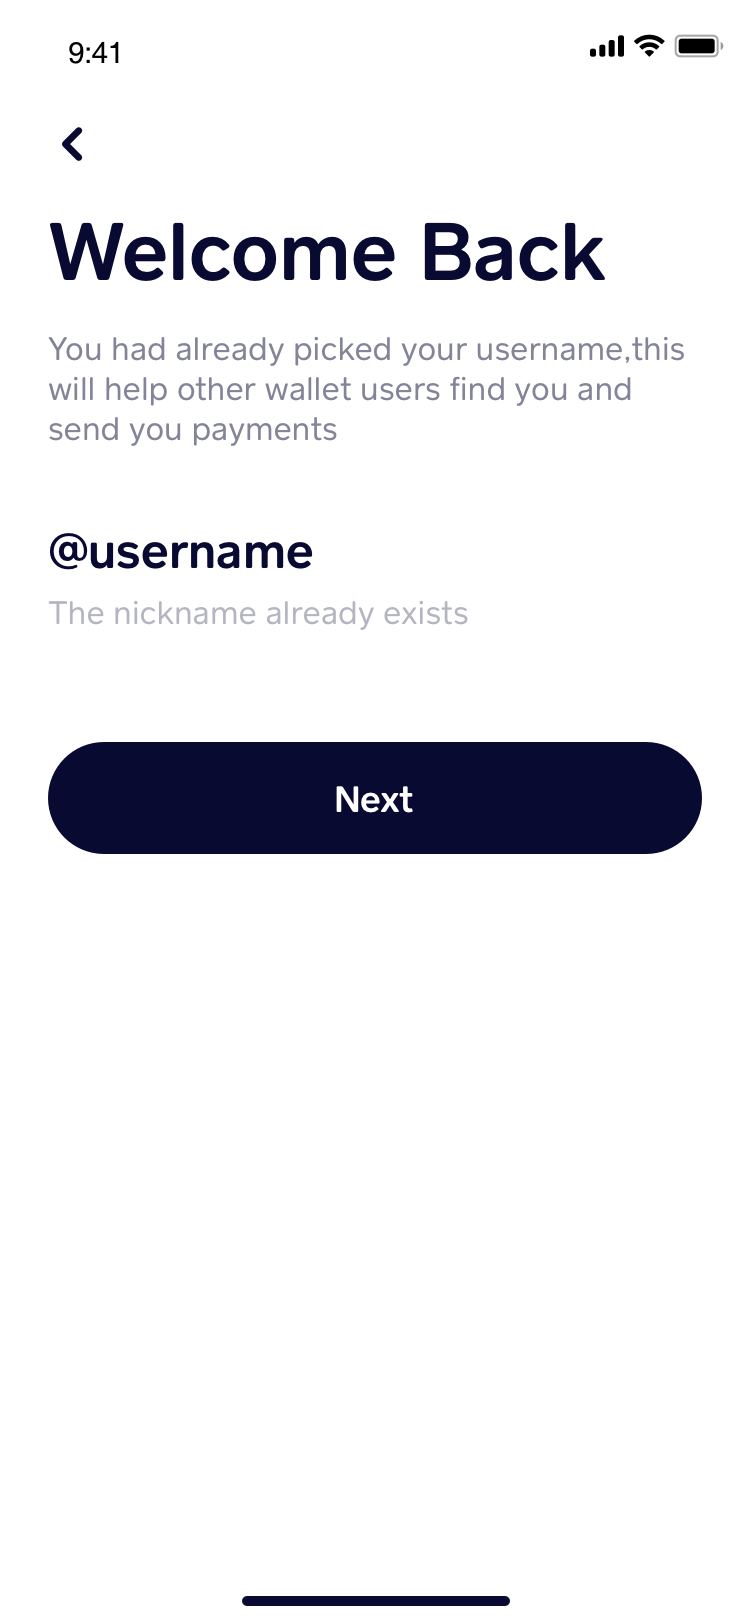 9:41
Welcome Back
You had already picked your username,this
will help other wallet users find you and
send you payments
@username
The nickname already exists
Next